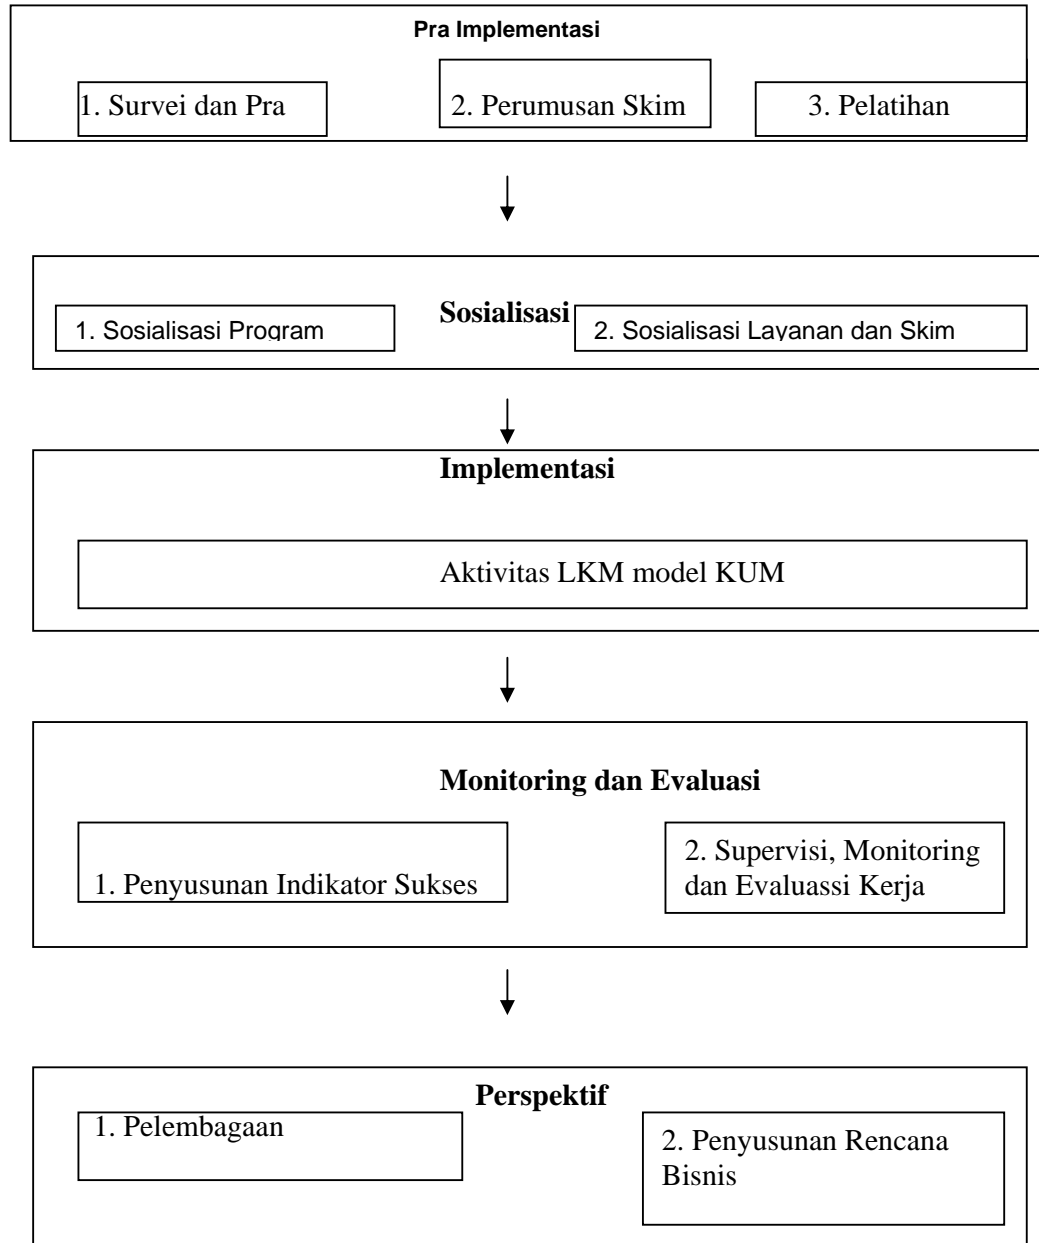 Pra Implementasi
1. Survei dan Pra
2. Perumusan Skim
3. Pelatihan
Sosialisasi
1. Sosialisasi Program
2. Sosialisasi Layanan dan Skim
Implementasi
Aktivitas LKM model KUM
Monitoring dan Evaluasi
1. Penyusunan Indikator Sukses
2. Supervisi, Monitoring
dan Evaluassi Kerja
Perspektif
1. Pelembagaan
2. Penyusunan Rencana
Bisnis